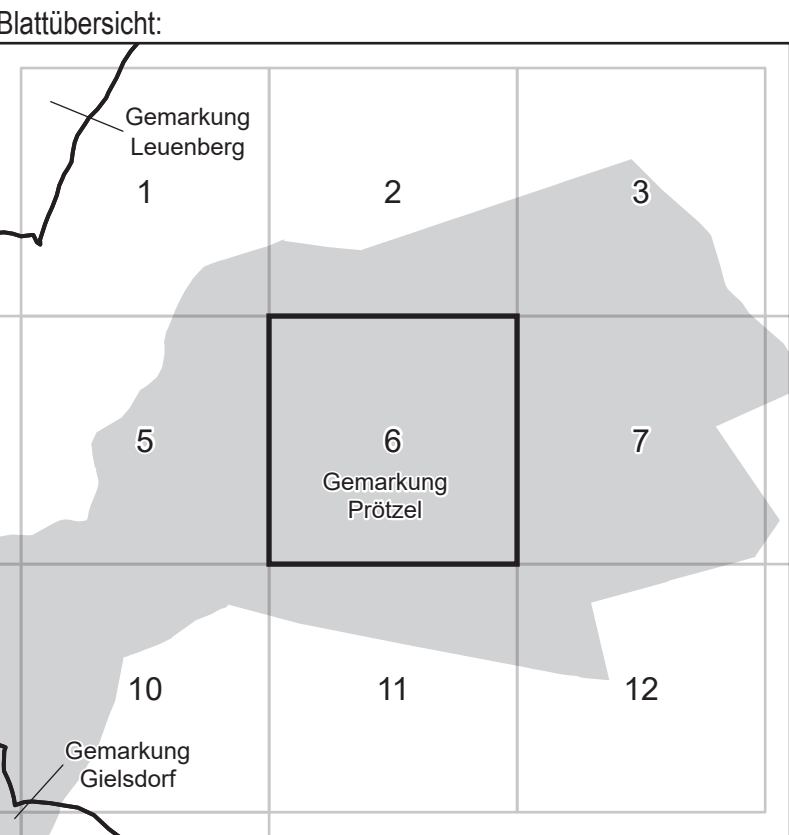 Blattübersicht:
Gemarkung
Leuenberg
1
2
3
5
6
7
Gemarkung
Prötzel
10
11
12
Gemarkung
Gielsdorf